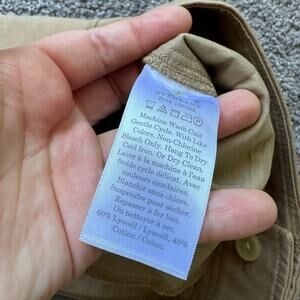 EVERLANE
Machine Wash Cold
Gentle Cycle. With Like
Colors. Non-Chlorine
Bleach Only. Hang To Dry.
Cool Iron. Or Dry Clean.
Laver à la machine à l'eau
froide cycle délicat. Avec
couleurs similaires.
blanchir sans chlore.
Suspendre pour sécher.
Repasser à fer bas.
Ou nettoyer à sec.
60% Lyocell / Lyocell, 40%
Cotton / Coton.